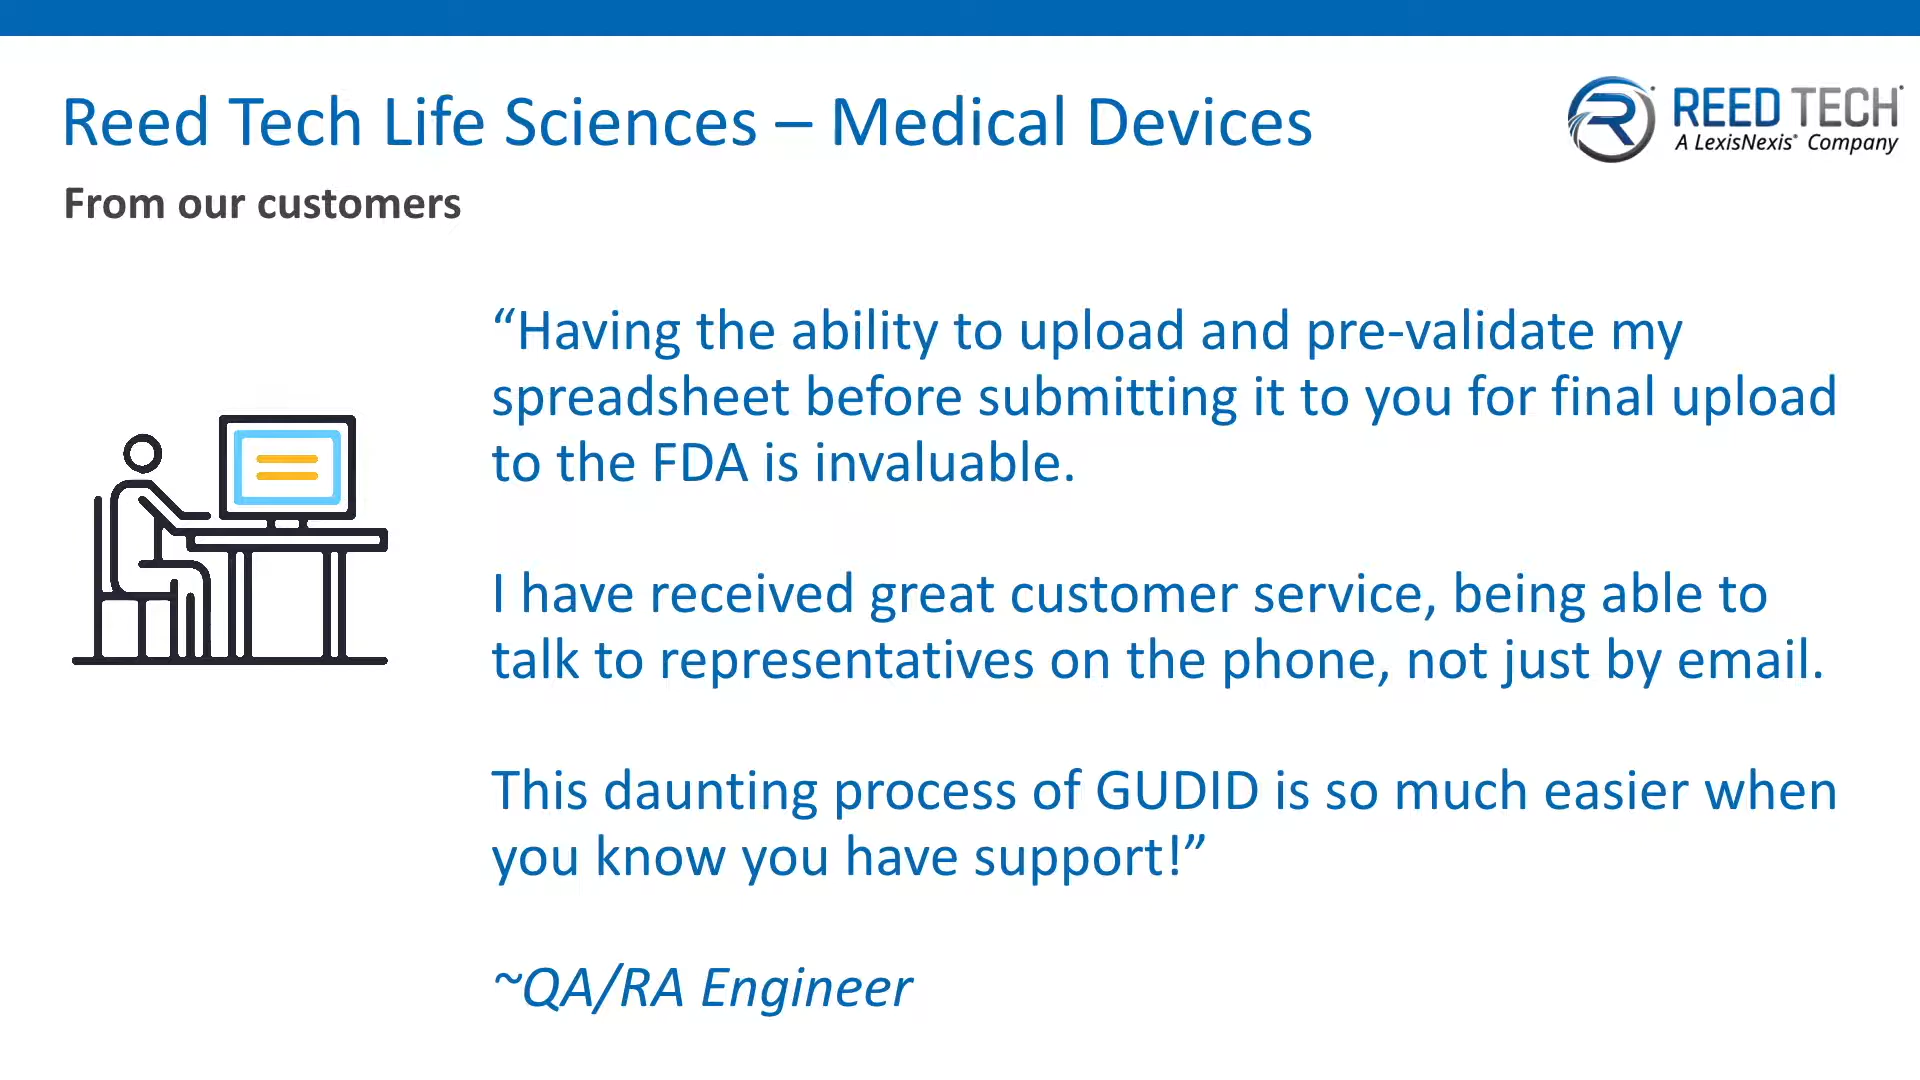 Reed Tech Life Sciences – Medical Devices
REED TECH
A LexisNexis® Company
From our customers
“Having the ability to upload and pre-validate my
spreadsheet before submitting it to you for final upload
to the FDA is invaluable.
I have received great customer service, being able to
talk to representatives on the phone, not just by email.
This daunting process of GUDID is so much easier when
you know you have support!”
~QA/RA Engineer